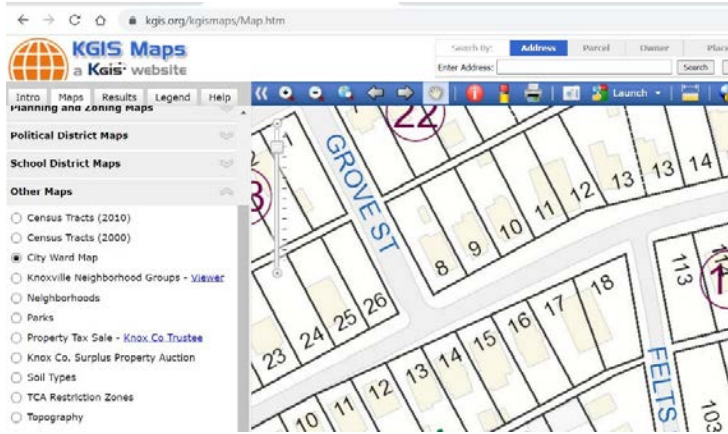 kgis.org/kgismaps/Map.htm
KGIS Maps
a Kgis website
Search By: Address Parcel Owner Place
Enter Address: Search
Intro Maps Results Legend Help
Launch
Planning and Zoning Maps
Political District Maps
School District Maps
Other Maps
Census Tracts (2010)
Census Tracts (2000)
City Ward Map
Knoxville Neighborhood Groups - Viewer
Neighborhoods
Parks
Property Tax Sale - Knox Co Trustee
Knox Co. Surplus Property Auction
Soil Types
TCA Restriction Zones
Topography
22
1
GROVE ST
8 9 10 11 12 13 13 14
23 24 25 26
10 11 12 13 14 15 16 17 18
113
FELTS
103